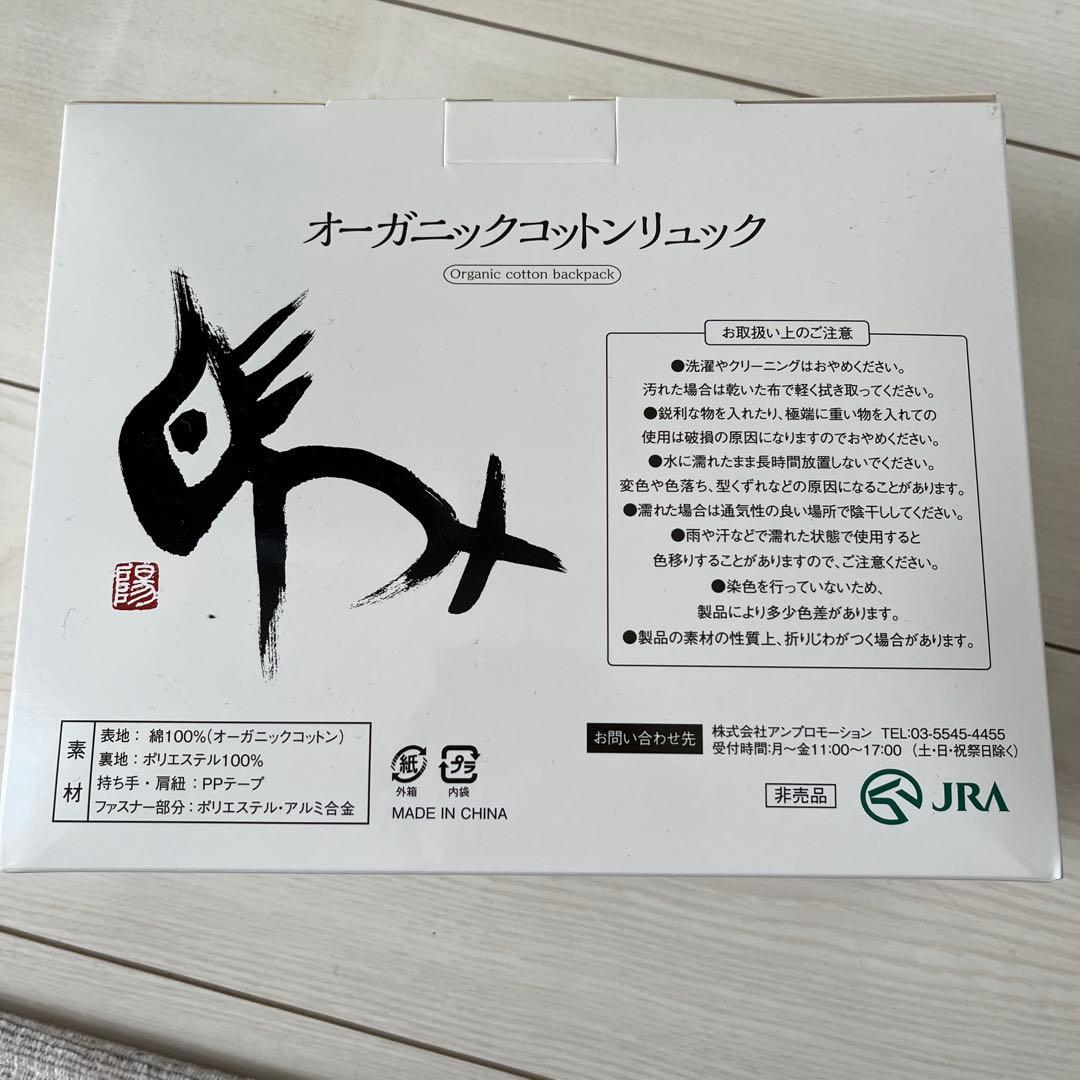 オーガニックコットンリュック
Organic cotton backpack
お取扱い上のご注意
●洗濯やクリーニングはおやめください。
汚れた場合は乾いた布で軽く拭き取ってください。
●鋭利な物を入れたり、極端に重い物を入れての
使用は破損の原因になりますのでおやめください。
●水に濡れたまま長時間放置しないでください。
変色や色落ち、型くずれなどの原因になることがあります。
●濡れた場合は通気性の良い場所で陰干ししてください。
●雨や汗などで濡れた状態で使用すると
色移りすることがありますので、ご注意ください。
●染色を行っていないため、
製品により多少色差があります。
●製品の素材の性質上、折りじわがつく場合があります。
陽
素材
表地：綿100%(オーガニックコットン)
裏地：ポリエステル100%
持ち手・肩紐：PPテープ
ファスナー部分：ポリエステル・アルミ合金
紙
外箱
プラ
内袋
MADE IN CHINA
お問い合わせ先
株式会社アンプロモーション TEL:03-5545-4455
受付時間:月〜金11:00〜17:00 (土・日・祝祭日除く)
非売品
JRA